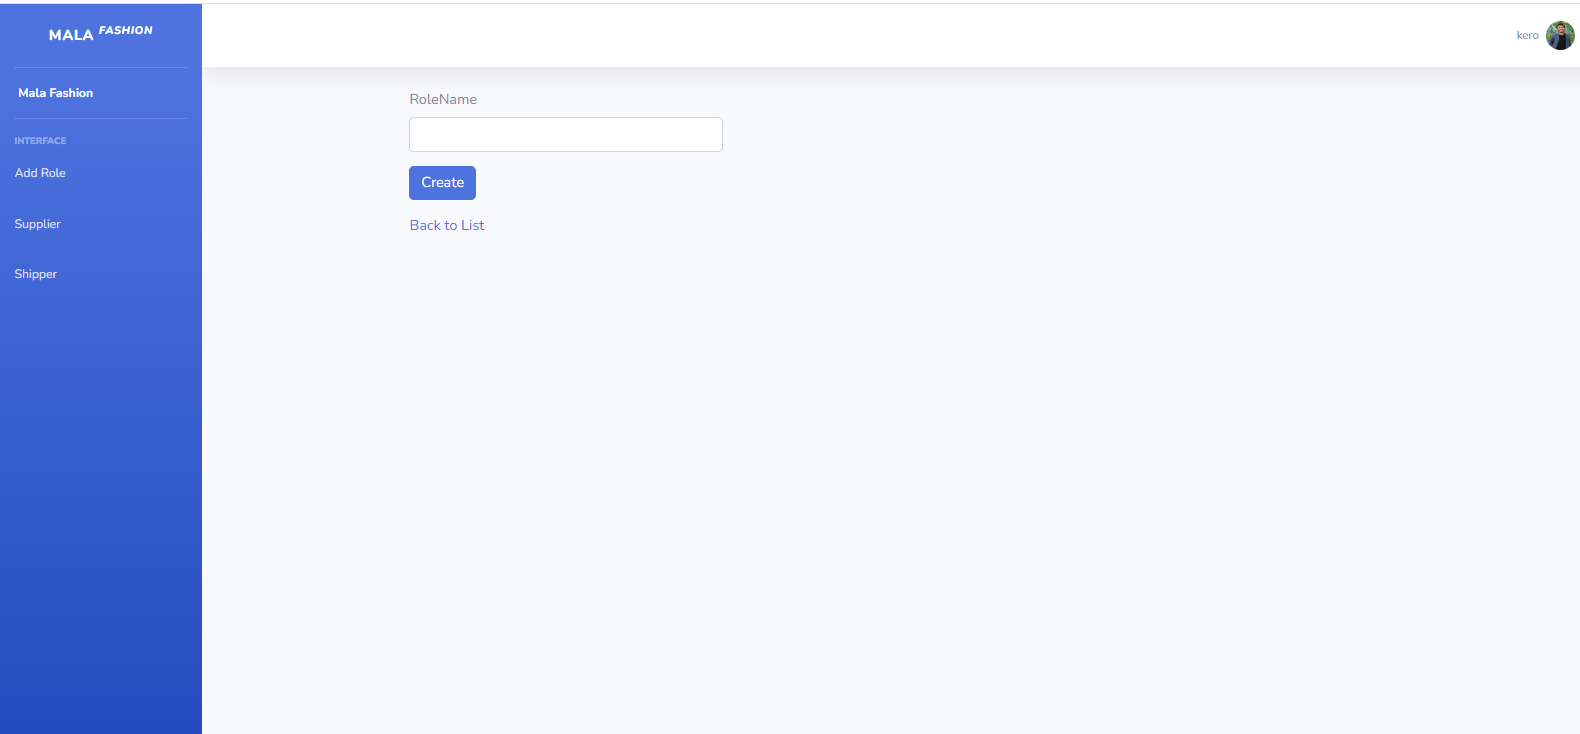 MALA FASHION
kero
Mala Fashion
INTERFACE
Add Role
Supplier
Shipper
RoleName
Create
Back to List